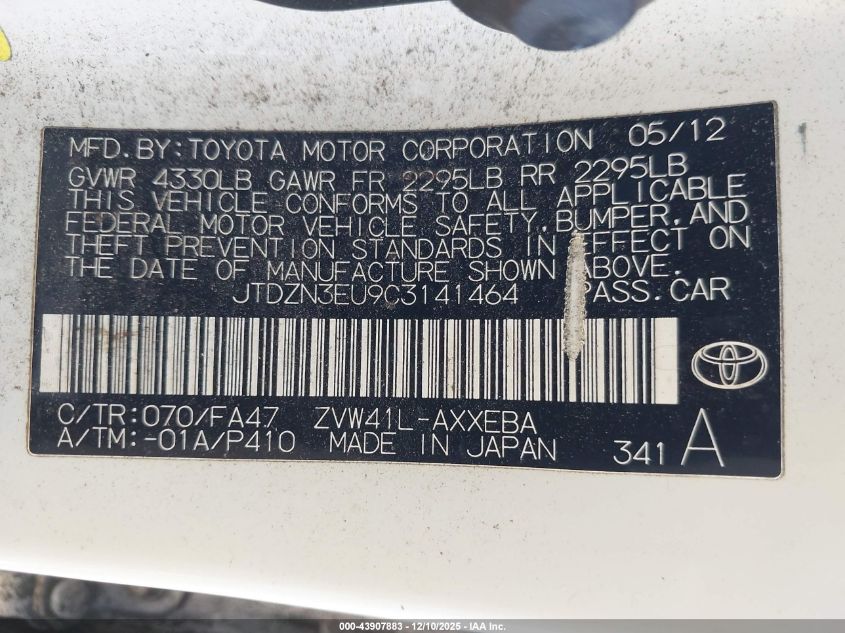 MFD. BY: TOYOTA MOTOR CORPORATION 05/12
GVWR 4330LB GAWR FR 2295LB RR 2295LB
THIS VEHICLE CONFORMS TO ALL APPLICABLE
FEDERAL MOTOR VEHICLE SAFETY, BUMPER, AND
THEFT PREVENTION STANDARDS IN EFFECT ON
THE DATE OF MANUFACTURE SHOWN ABOVE.
JTDZN3EU9C3141464 PASS. CAR
C/TR: 070/FA47 ZVW41L-AXXEBA
A/TM: -01A/P410 MADE IN JAPAN 341 A
000-43907883 - 12/10/2025 - IAA Inc.